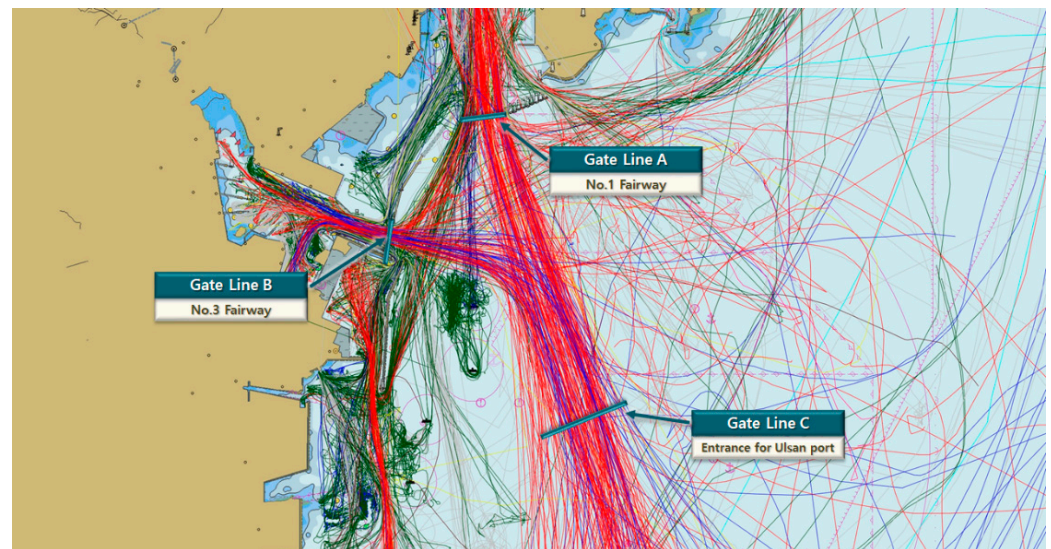 Gate Line A
No.1 Fairway
Gate Line B
No.3 Fairway
Gate Line C
Entrance for Ulsan port